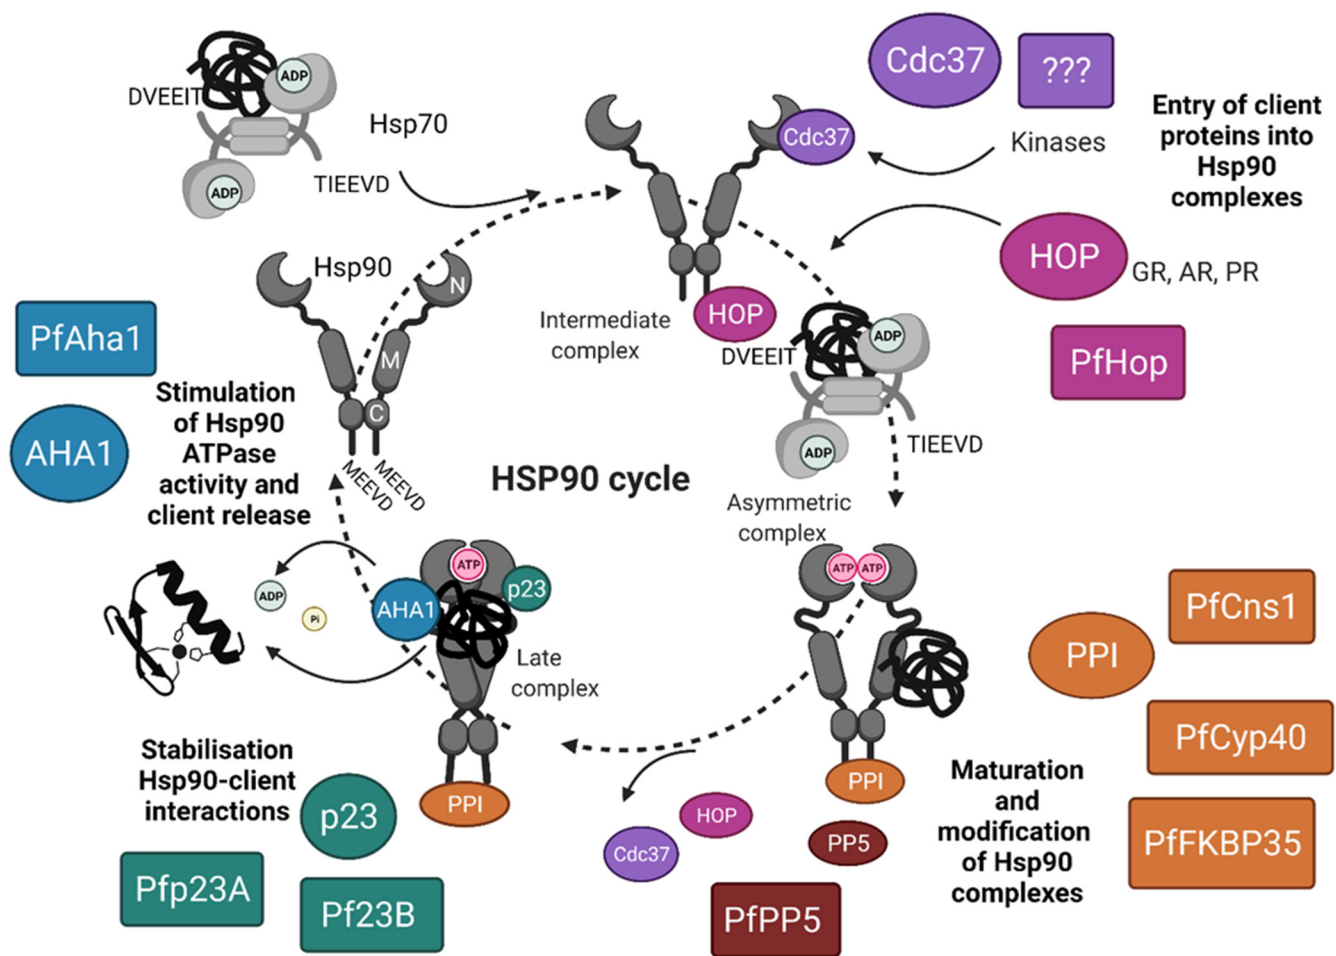 Cdc37
???
Kinases
Entry of client
proteins into
Hsp90
complexes
ADP
DVEEIT
Hsp70
TIEEVD
ADP
Cdc37
HOP
GR, AR, PR
PfHop
Hsp90
N
M
C
MEEVD
MEEVD
Intermediate
complex
HOP
DVEEIT
ADP
ADP
TIEEVD
Asymmetric
complex
PfAha1
AHA1
Stimulation
of Hsp90
ATPase
activity and
client release
HSP90 cycle
ATP
AHA1
p23
ADP
Pi
Late
complex
PPI
ATP
ATP
PPI
PP5
HOP
Cdc37
PfPP5
PfCns1
PPI
PfCyp40
PfFKBP35
Maturation
and
modification
of Hsp90
complexes
Stabilisation
Hsp90-client
interactions
p23
Pfp23A
Pf23B